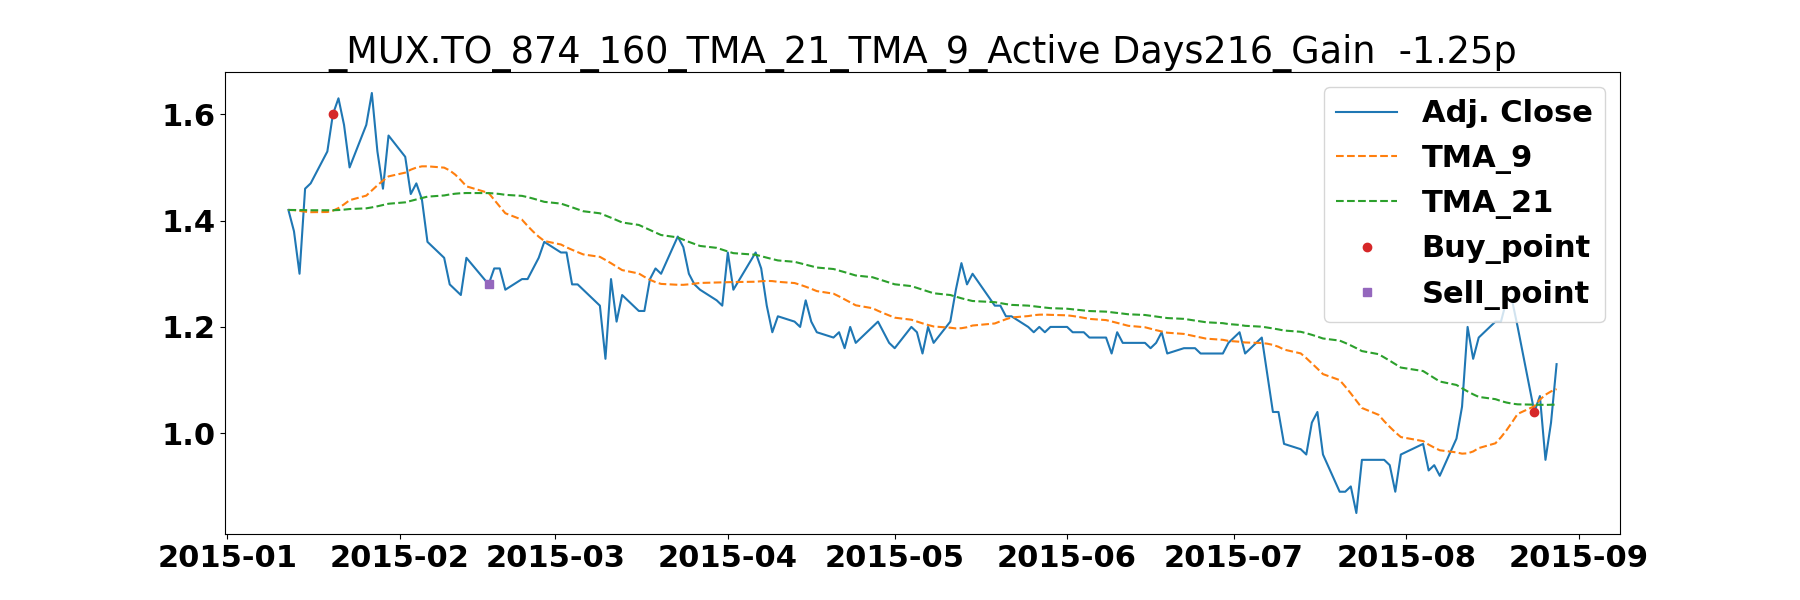 _MUX.TO_874_160_TMA_21_TMA_9_Active Days216_Gain  -1.25p
Adj. Close
TMA_9
TMA_21
Buy_point
Sell_point
1.6
1.4
1.2
1.0
2015-01 2015-02 2015-03 2015-04 2015-05 2015-06 2015-07 2015-08 2015-09